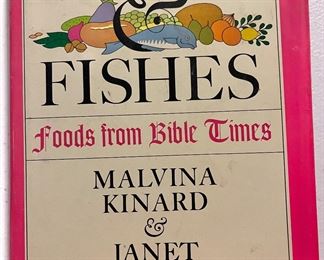 &
FISHES
Foods from Bible Times
MALVINA
KINARD
&
JANET